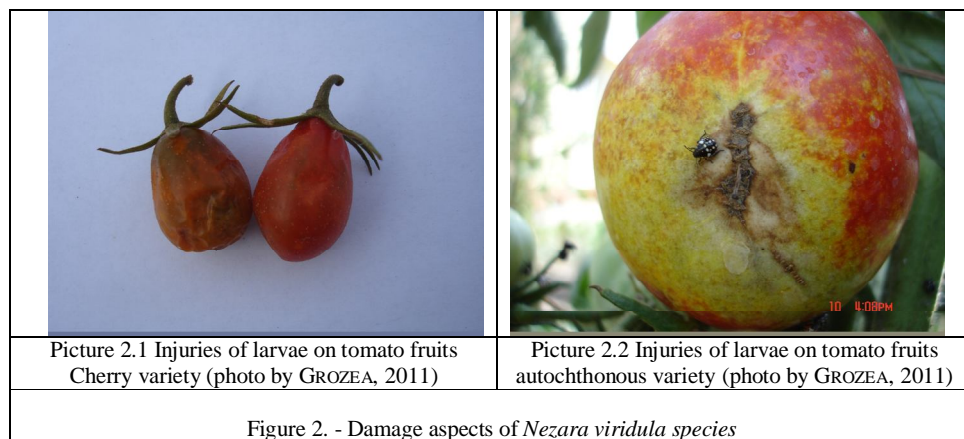 10 4:08PM
Picture 2.1 Injuries of larvae on tomato fruits
Cherry variety (photo by GROZEA, 2011)
Picture 2.2 Injuries of larvae on tomato fruits
autochthonous variety (photo by GROZEA, 2011)
Figure 2. - Damage aspects of Nezara viridula species